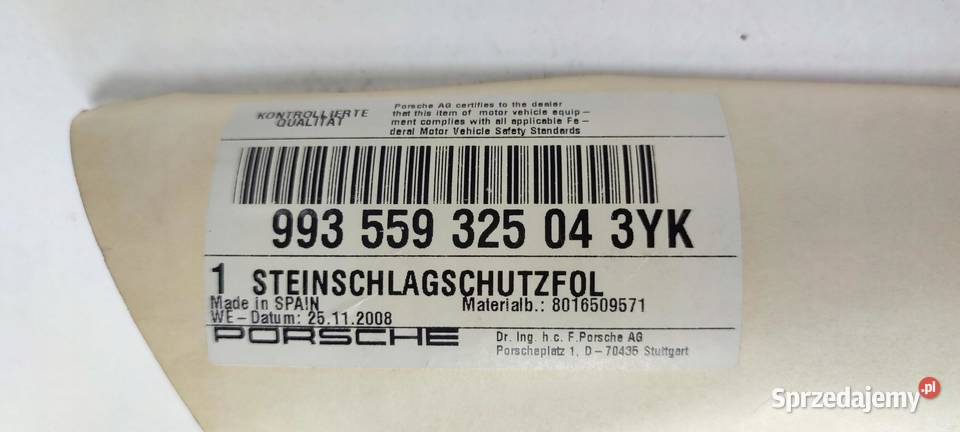 KONTROLLIERTE
QUALITÄT
Porsche AG certifies to the dealer
that this item of motor vehicle equip-
ment complies with all applicable Fe-
deral Motor Vehicle Safety Standards
993 559 325 04 3YK
1 STEINSCHLAGSCHUTZFOL
Made in SPAIN Materialb.: 8016509571
WE-Datum: 25.11.2008
PORSCHE
Dr. Ing. h.c. F.Porsche AG
Porscheplatz 1, D-70435 Stuttgart
Sprzedajemy.pl